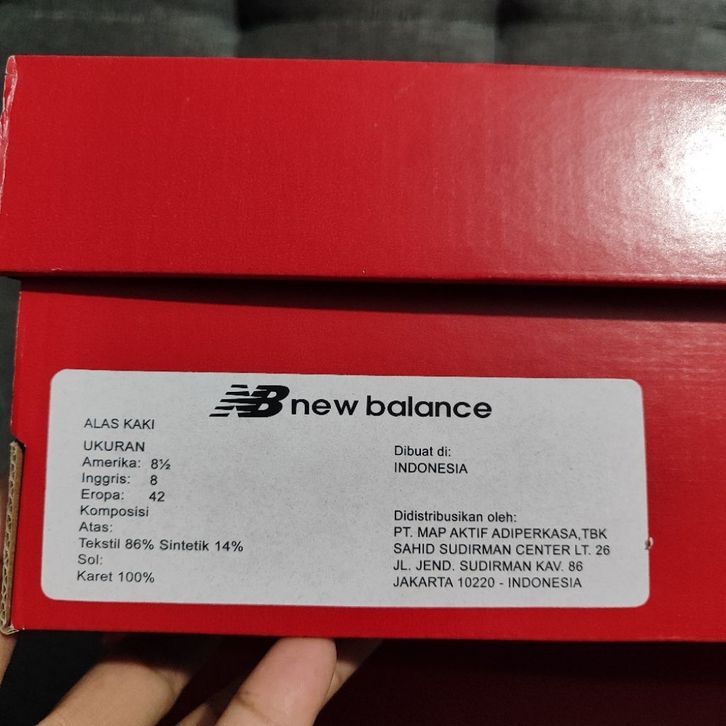 NB new balance
ALAS KAKI
UKURAN
Amerika: 8½
Inggris: 8
Eropa: 42
Komposisi
Atas:
Tekstil 86% Sintetik 14%
Sol:
Karet 100%
Dibuat di:
INDONESIA
Didistribusikan oleh:
PT. MAP AKTIF ADIPERKASA,TBK
SAHID SUDIRMAN CENTER LT. 26
JL. JEND. SUDIRMAN KAV. 86
JAKARTA 10220 - INDONESIA